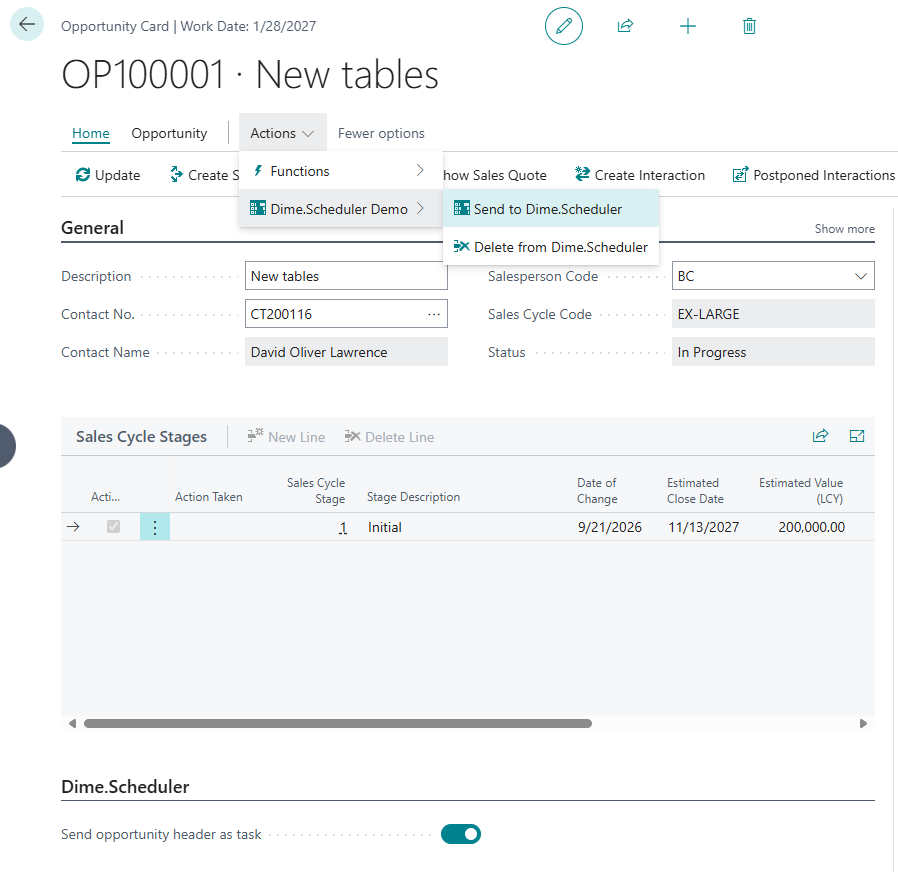 Opportunity Card | Work Date: 1/28/2027
OP100001 · New tables
Home Opportunity Actions Fewer options
Update Create S how Sales Quote Create Interaction Postponed Interactions
Functions
Dime.Scheduler Demo
Send to Dime.Scheduler
Delete from Dime.Scheduler
General Show more
Description New tables Salesperson Code BC
Contact No. CT200116 ... Sales Cycle Code EX-LARGE
Contact Name David Oliver Lawrence Status In Progress
Sales Cycle Stages New Line Delete Line
Acti... Action Taken Sales Cycle Stage Stage Description Date of Change Estimated Close Date Estimated Value (LCY)
1 Initial 9/21/2026 11/13/2027 200,000.00
Dime.Scheduler
Send opportunity header as task